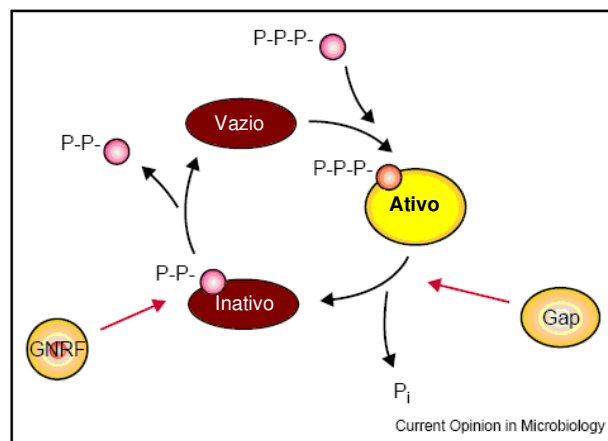 P-P-P-
Vazio
P-P-
P-P-P-
Ativo
P-P-
Inativo
GNRF
Gap
Pi
Current Opinion in Microbiology